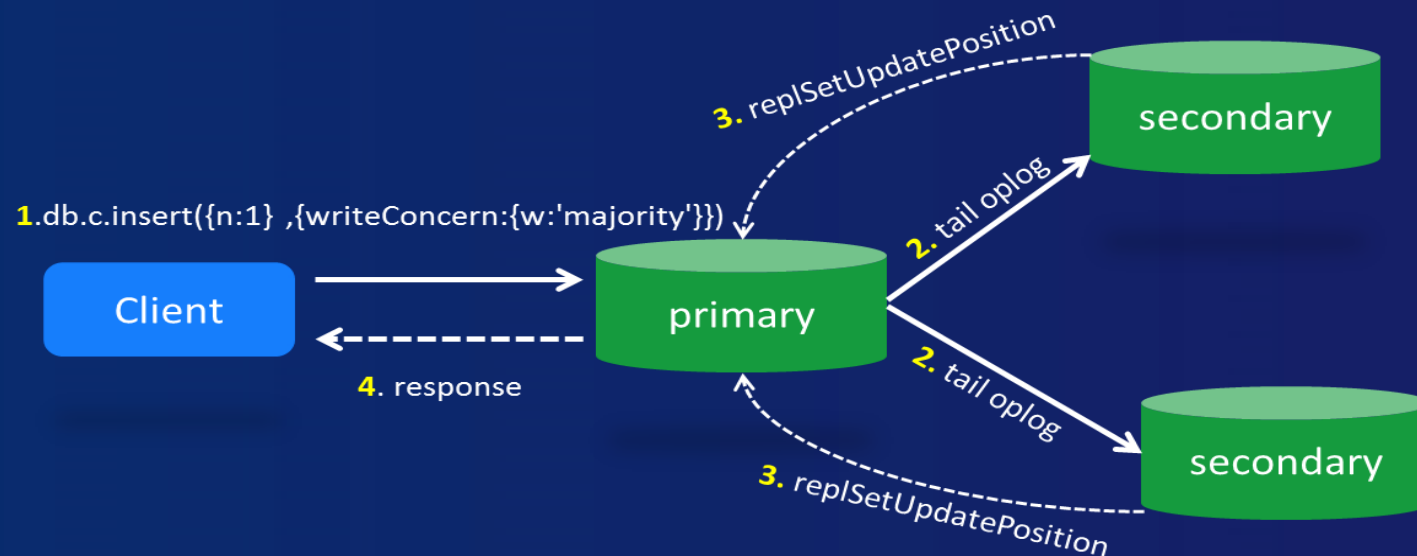 3. replSetUpdatePosition
secondary
2. tail oplog
1.db.c.insert({n:1} ,{writeConcern:{w:'majority'}})
Client
primary
4. response
2. tail oplog
secondary
3. replSetUpdatePosition